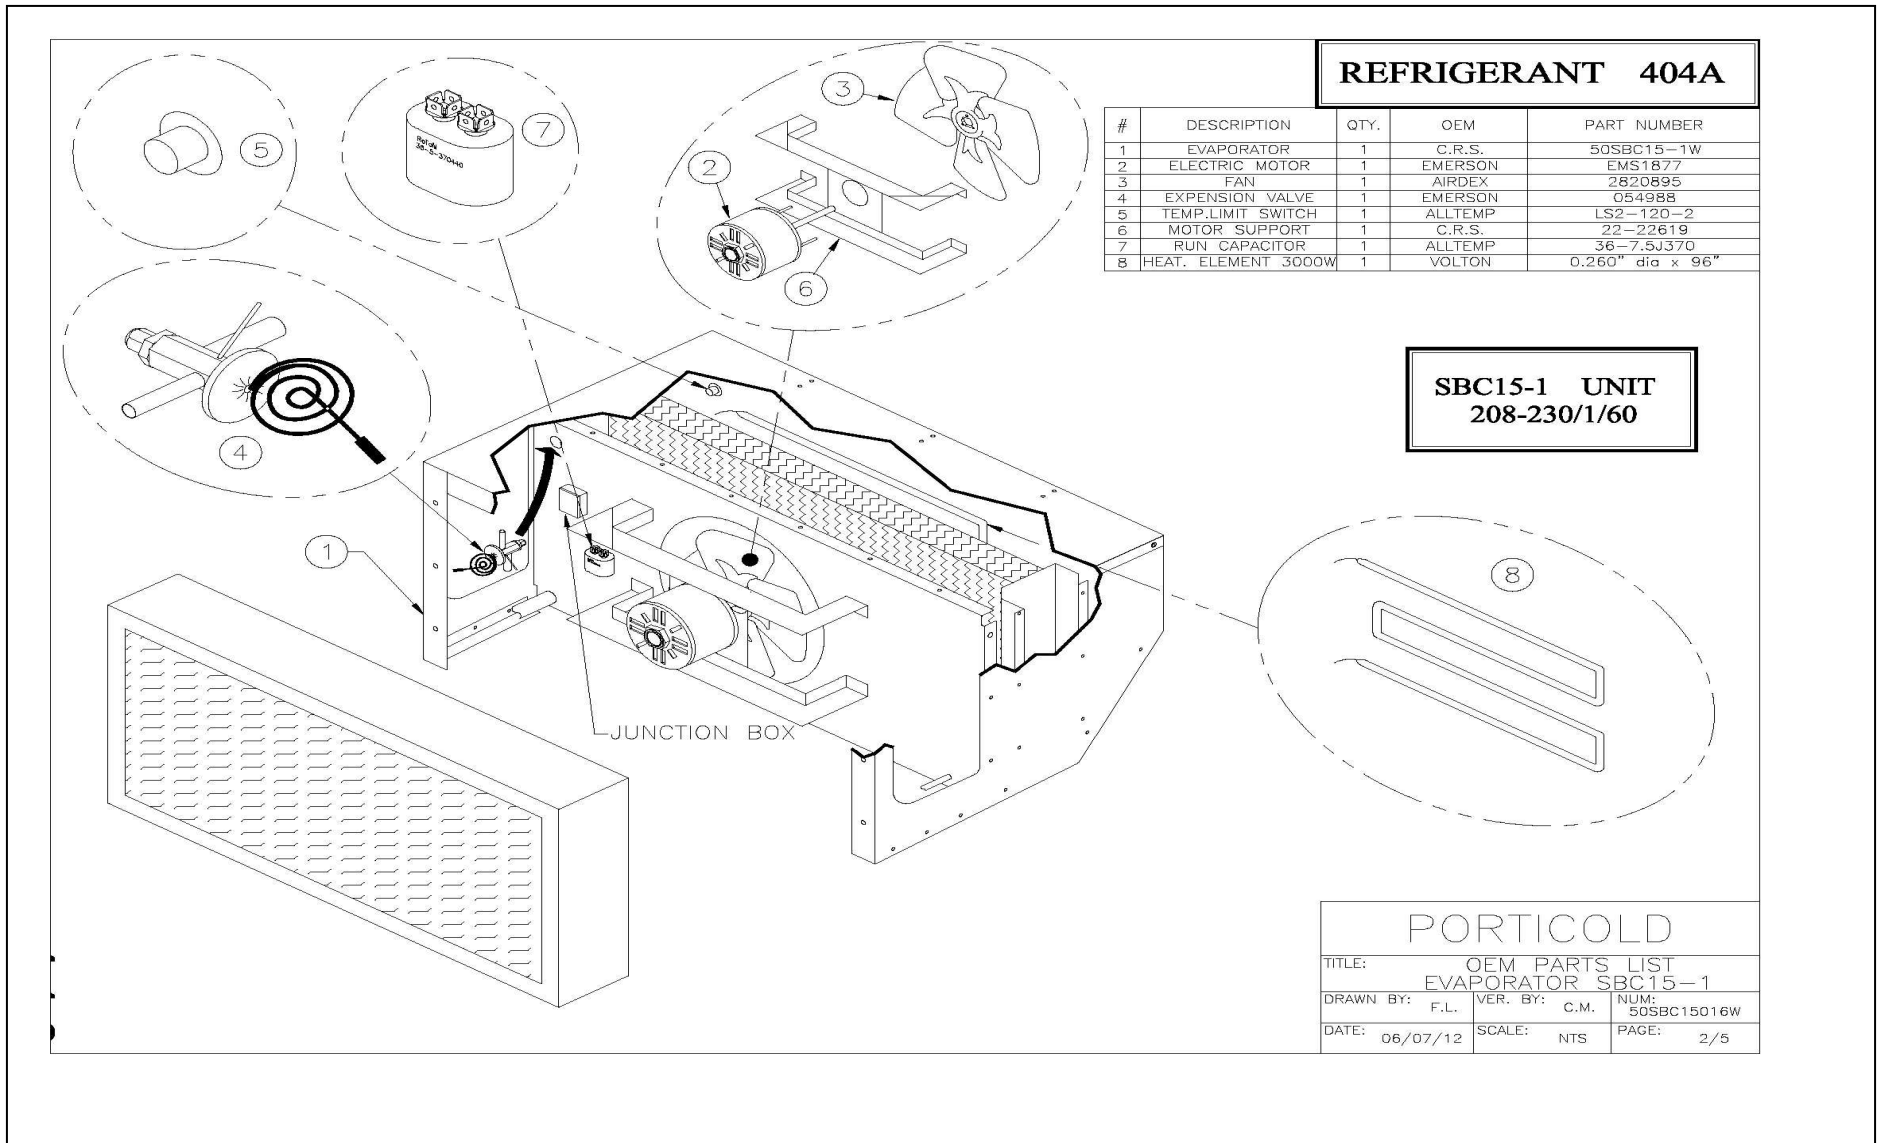 REFRIGERANT 404A
# DESCRIPTION QTY. OEM PART NUMBER
1 EVAPORATOR 1 C.R.S. 50SBC15-1W
2 ELECTRIC MOTOR 1 EMERSON EMS1877
3 FAN 1 AIRDEX 2820895
4 EXPENSION VALVE 1 EMERSON 054988
5 TEMP.LIMIT SWITCH 1 ALLTEMP LS2-120-2
6 MOTOR SUPPORT 1 C.R.S. 22-22619
7 RUN CAPACITOR 1 ALLTEMP 36-7.5J370
8 HEAT. ELEMENT 3000W 1 VOLTON 0.260" dia x 96"
SBC15-1 UNIT
208-230/1/60
5
7
3
2
6
4
1
8
JUNCTION BOX
PORTICOLD
TITLE: OEM PARTS LIST
EVAPORATOR SBC15-1
DRAWN BY: F.L. VER. BY: C.M. NUM: 50SBC15016W
DATE: 06/07/12 SCALE: NTS PAGE: 2/5